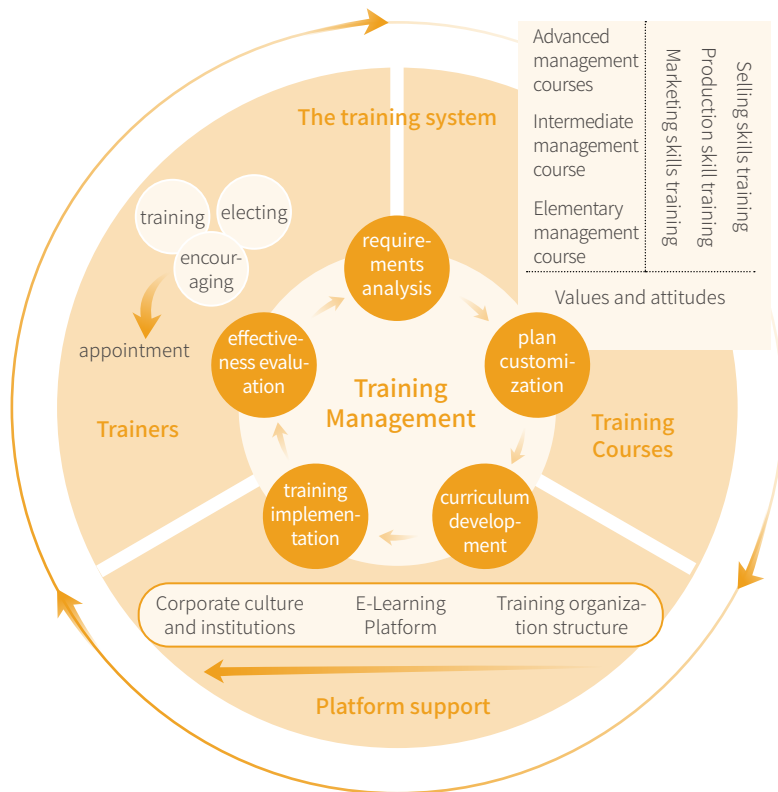 The training system
Advanced
management
courses
Intermediate
management
course
Elementary
management
course
Marketing skills training
Production skill training
Selling skills training
Values and attitudes
training
electing
encour-
aging
appointment
Trainers
require-
ments
analysis
plan
customi-
zation
curriculum
develop-
ment
training
implemen-
tation
effective-
ness evalu-
ation
Training
Management
Training
Courses
Corporate culture
and institutions
E-Learning
Platform
Training organiza-
tion structure
Platform support